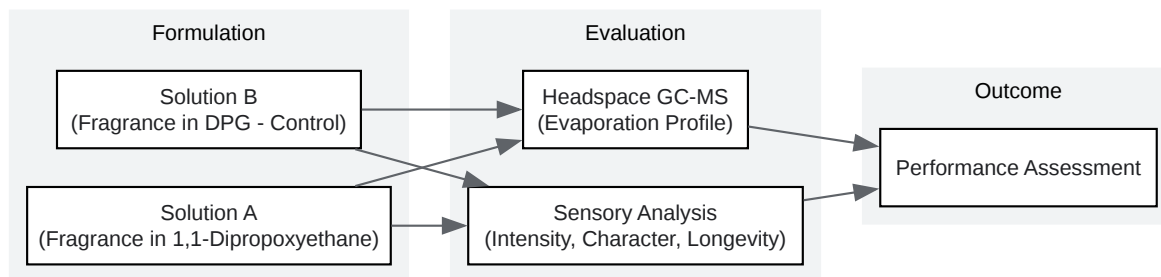 Formulation
Solution B
(Fragrance in DPG - Control)
Solution A
(Fragrance in 1,1-Dipropoxyethane)
Evaluation
Headspace GC-MS
(Evaporation Profile)
Sensory Analysis
(Intensity, Character, Longevity)
Outcome
Performance Assessment